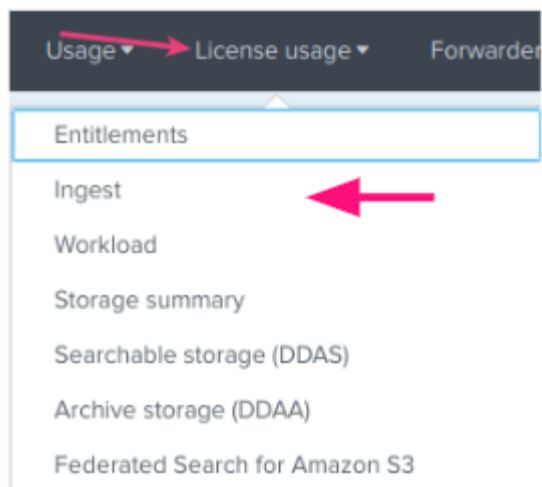 Usage License usage Forwarder
Entitlements
Ingest
Workload
Storage summary
Searchable storage (DDAS)
Archive storage (DDAA)
Federated Search for Amazon S3